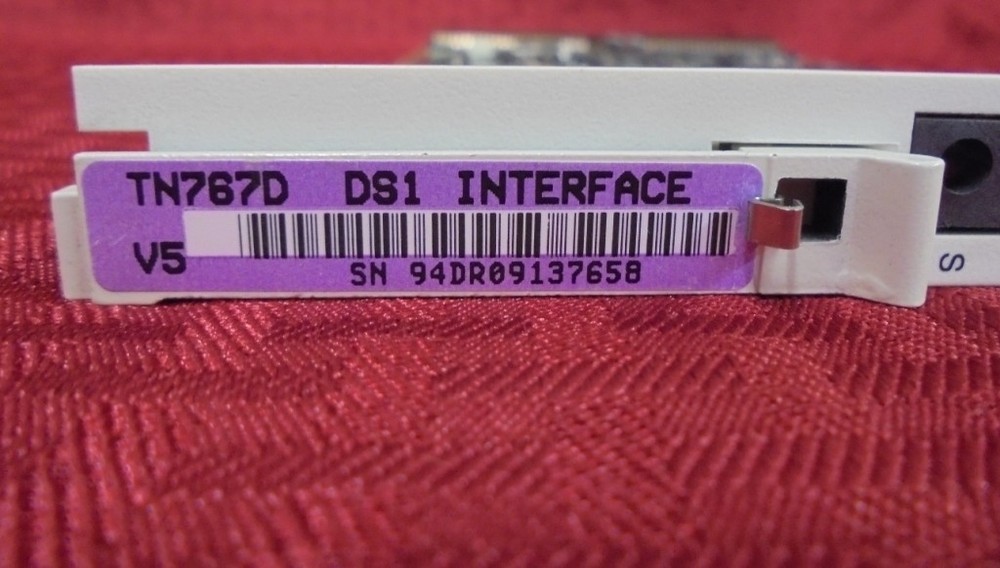 TN767D DS1 INTERFACE
V5
SN 94DR09137658
S